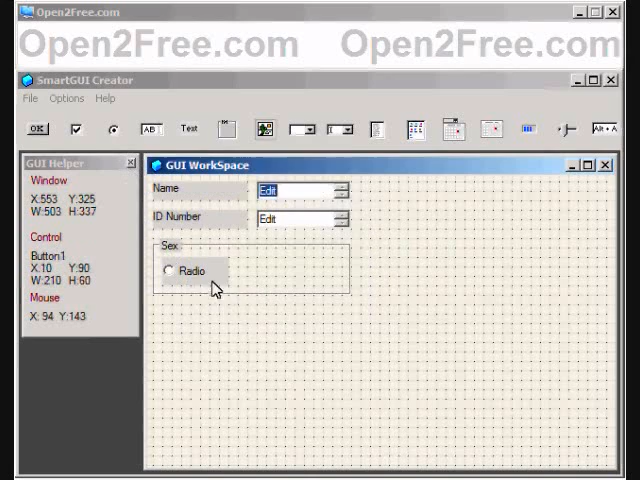 Open2Free.com
Open2Free.com Open2Free.com
SmartGUI Creator
File Options Help
OK AB Text Alt + A
GUI Helper
Window
X:553 Y:325
W:503 H:337
Control
Button1
X:10 Y:90
W:210 H:60
Mouse
X: 94 Y:143
GUI WorkSpace
Name Edit
ID Number Edit
Sex
Radio